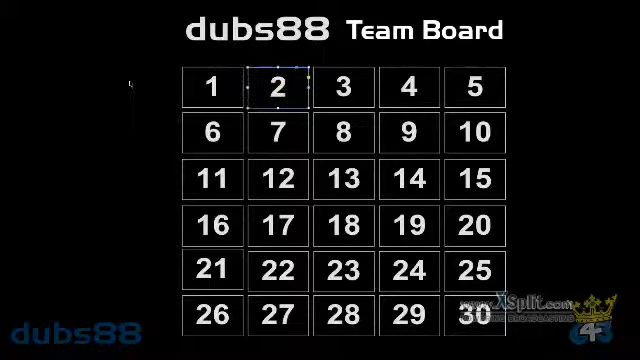 dubs88 Team Board
1 2 3 4 5
6 7 8 9 10
11 12 13 14 15
16 17 18 19 20
21 22 23 24 25
26 27 28 29 30
www.XSplit.com
dubs88